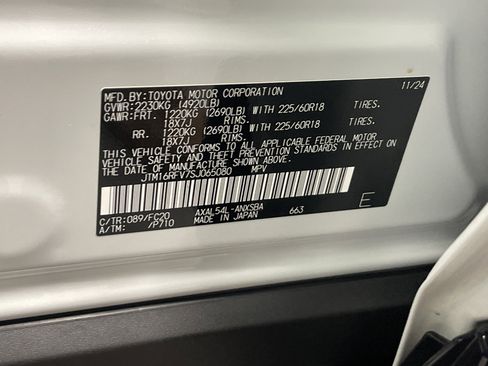 MFD.BY:TOYOTA MOTOR CORPORATION 11/24
GVWR:2230KG (4920LB)
GAWR:FRT. 1220KG (2690LB) WITH 225/60R18 TIRES.
18X7J RIMS.
RR. 1220KG (2690LB) WITH 225/60R18 TIRES.
18X7J RIMS.
THIS VEHICLE CONFORMS TO ALL APPLICABLE FEDERAL MOTOR
VEHICLE SAFETY AND THEFT PREVENTION STANDARDS IN EFFECT ON
THE DATE OF MANUFACTURE SHOWN ABOVE.
JTM16RFV7SJ065080 MPV
C/TR:089/FC20 AXAL54L-ANXSBA 663 E
A/TM: /P710 MADE IN JAPAN